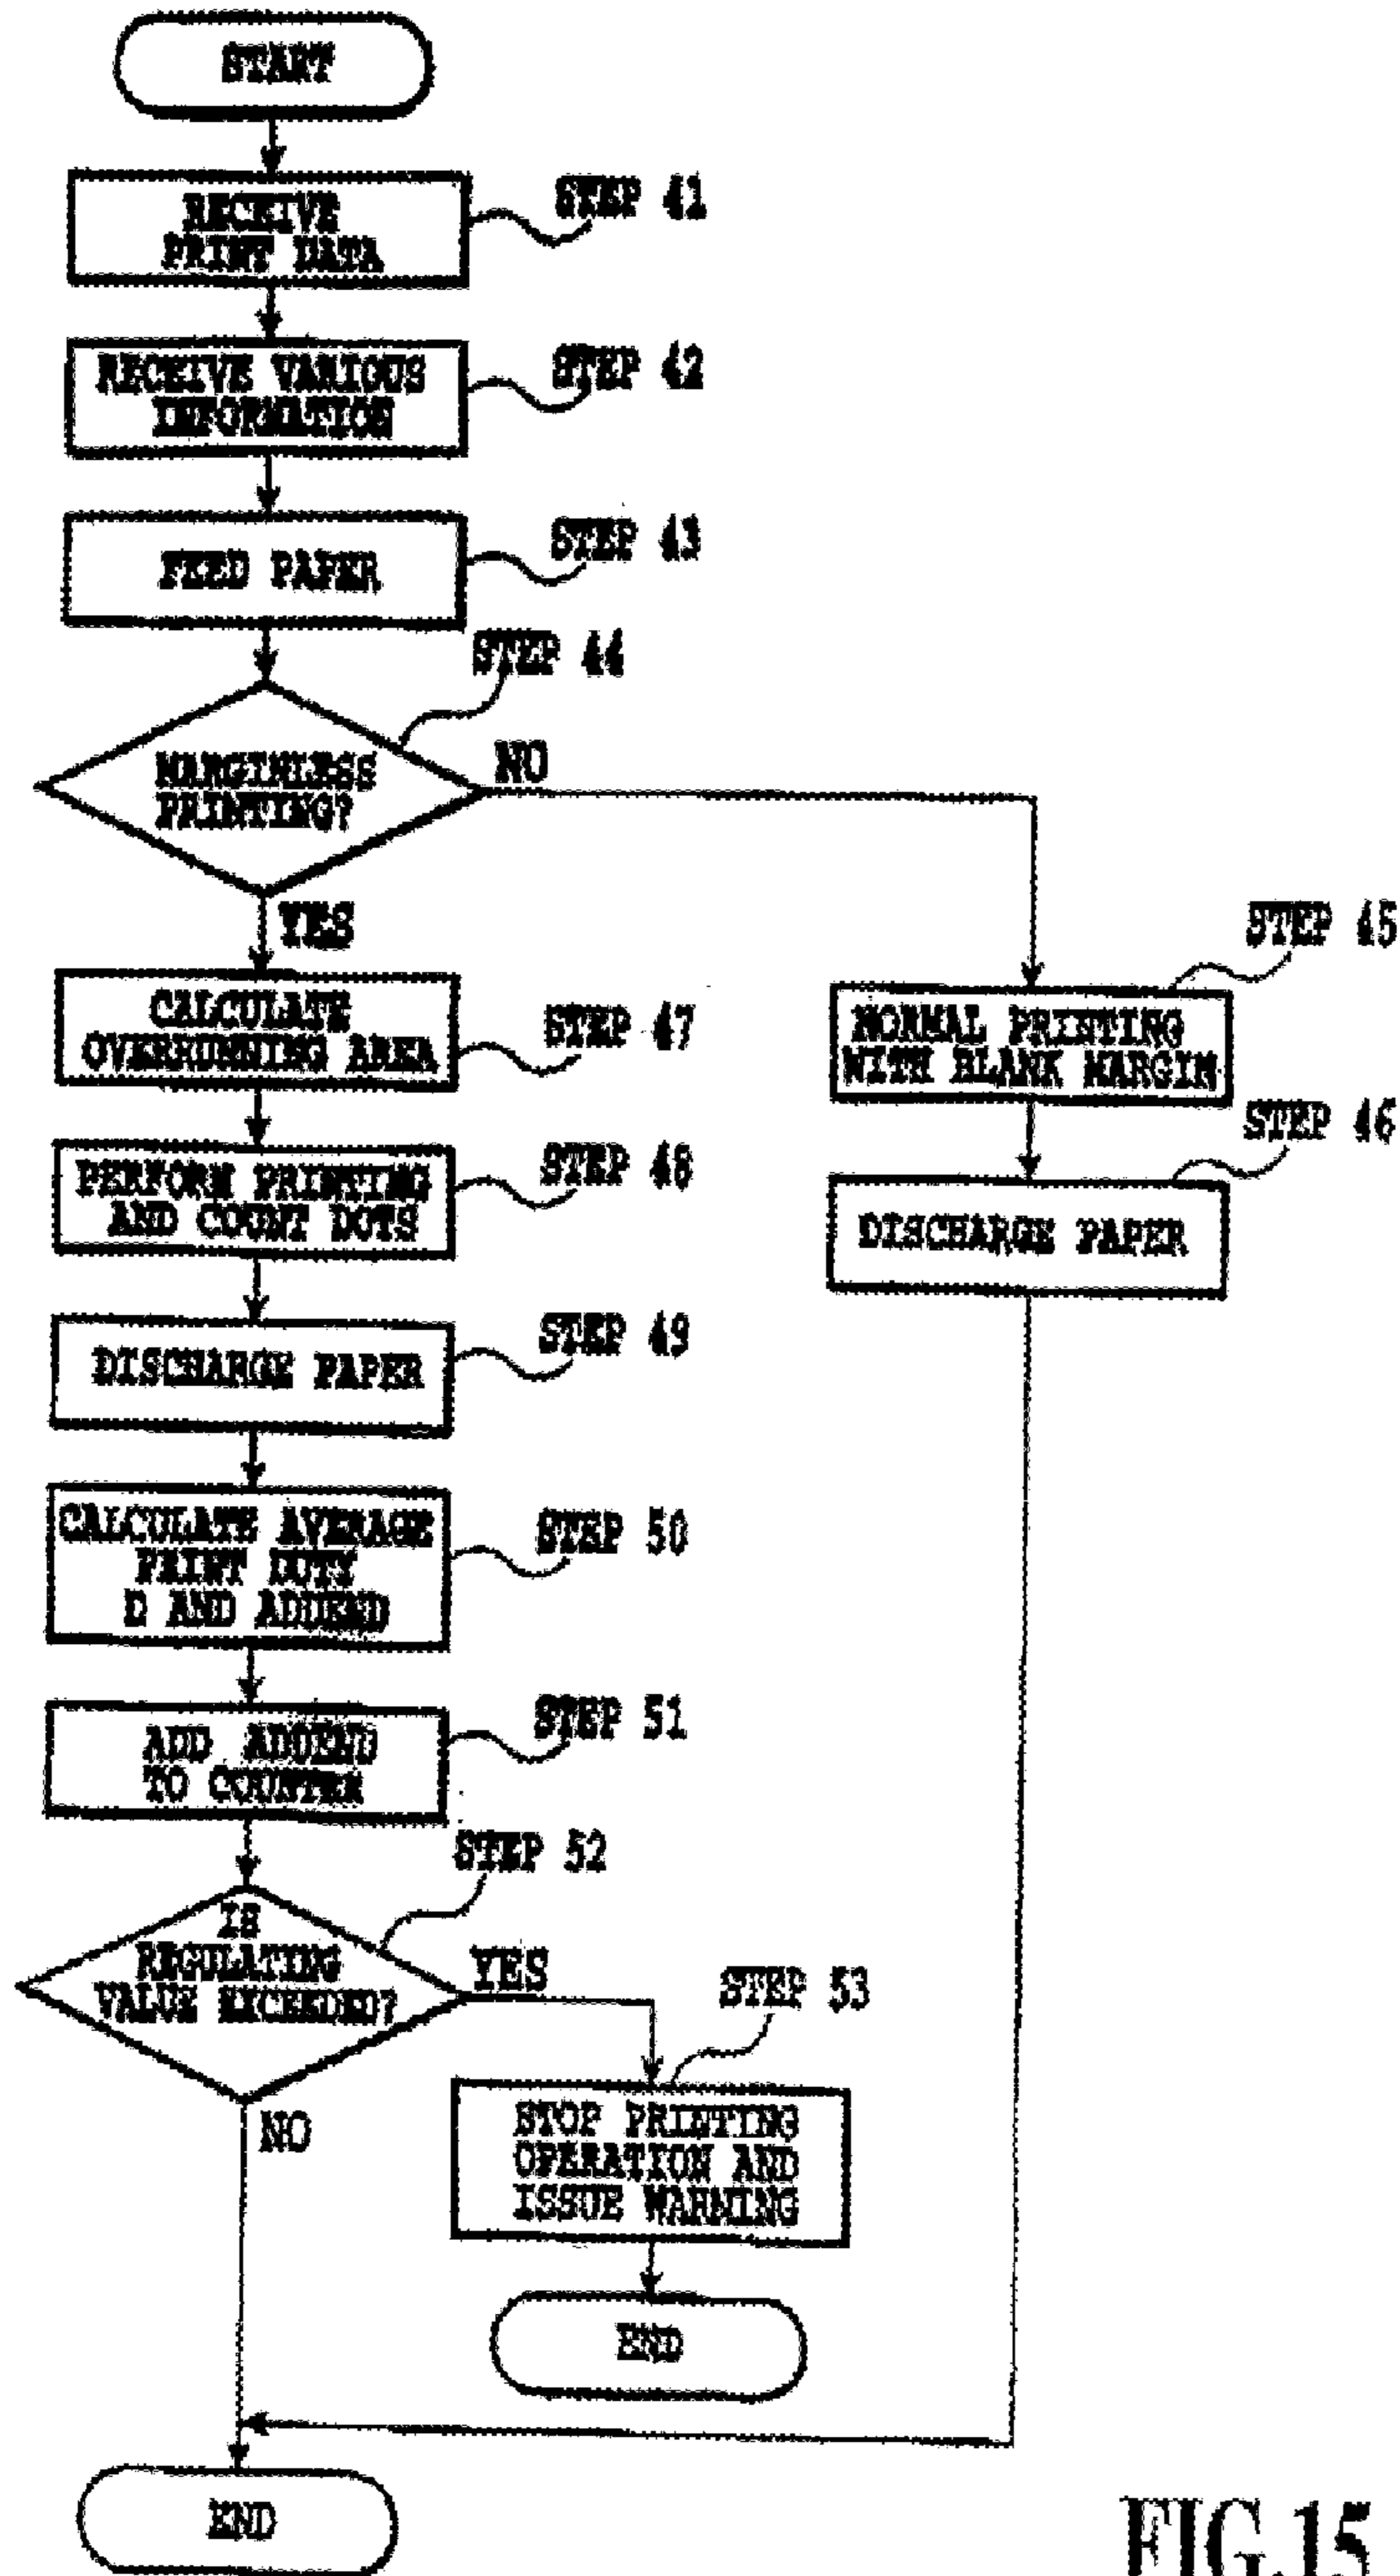 START
RECEIVE
PRINT DATA
STEP 41
RECEIVE VARIOUS
INFORMATION
STEP 42
FEED PAPER
STEP 43
STEP 44
MARGINLESS
PRINTING?
NO
YES
STEP 45
NORMAL PRINTING
WITH BLANK MARGIN
STEP 46
DISCHARGE PAPER
CALCULATE
OVERRUNNING AREA
STEP 47
PERFORM PRINTING
AND COUNT DOTS
STEP 48
DISCHARGE PAPER
STEP 49
CALCULATE AVERAGE
PRINT DUTY
D AND ADDEND
STEP 50
ADD ADDEND
TO COUNTER
STEP 51
STEP 52
IS
REGULATING
VALUE EXCEEDED?
YES
NO
STEP 53
STOP PRINTING
OPERATION AND
ISSUE WARNING
END
END
FIG.15